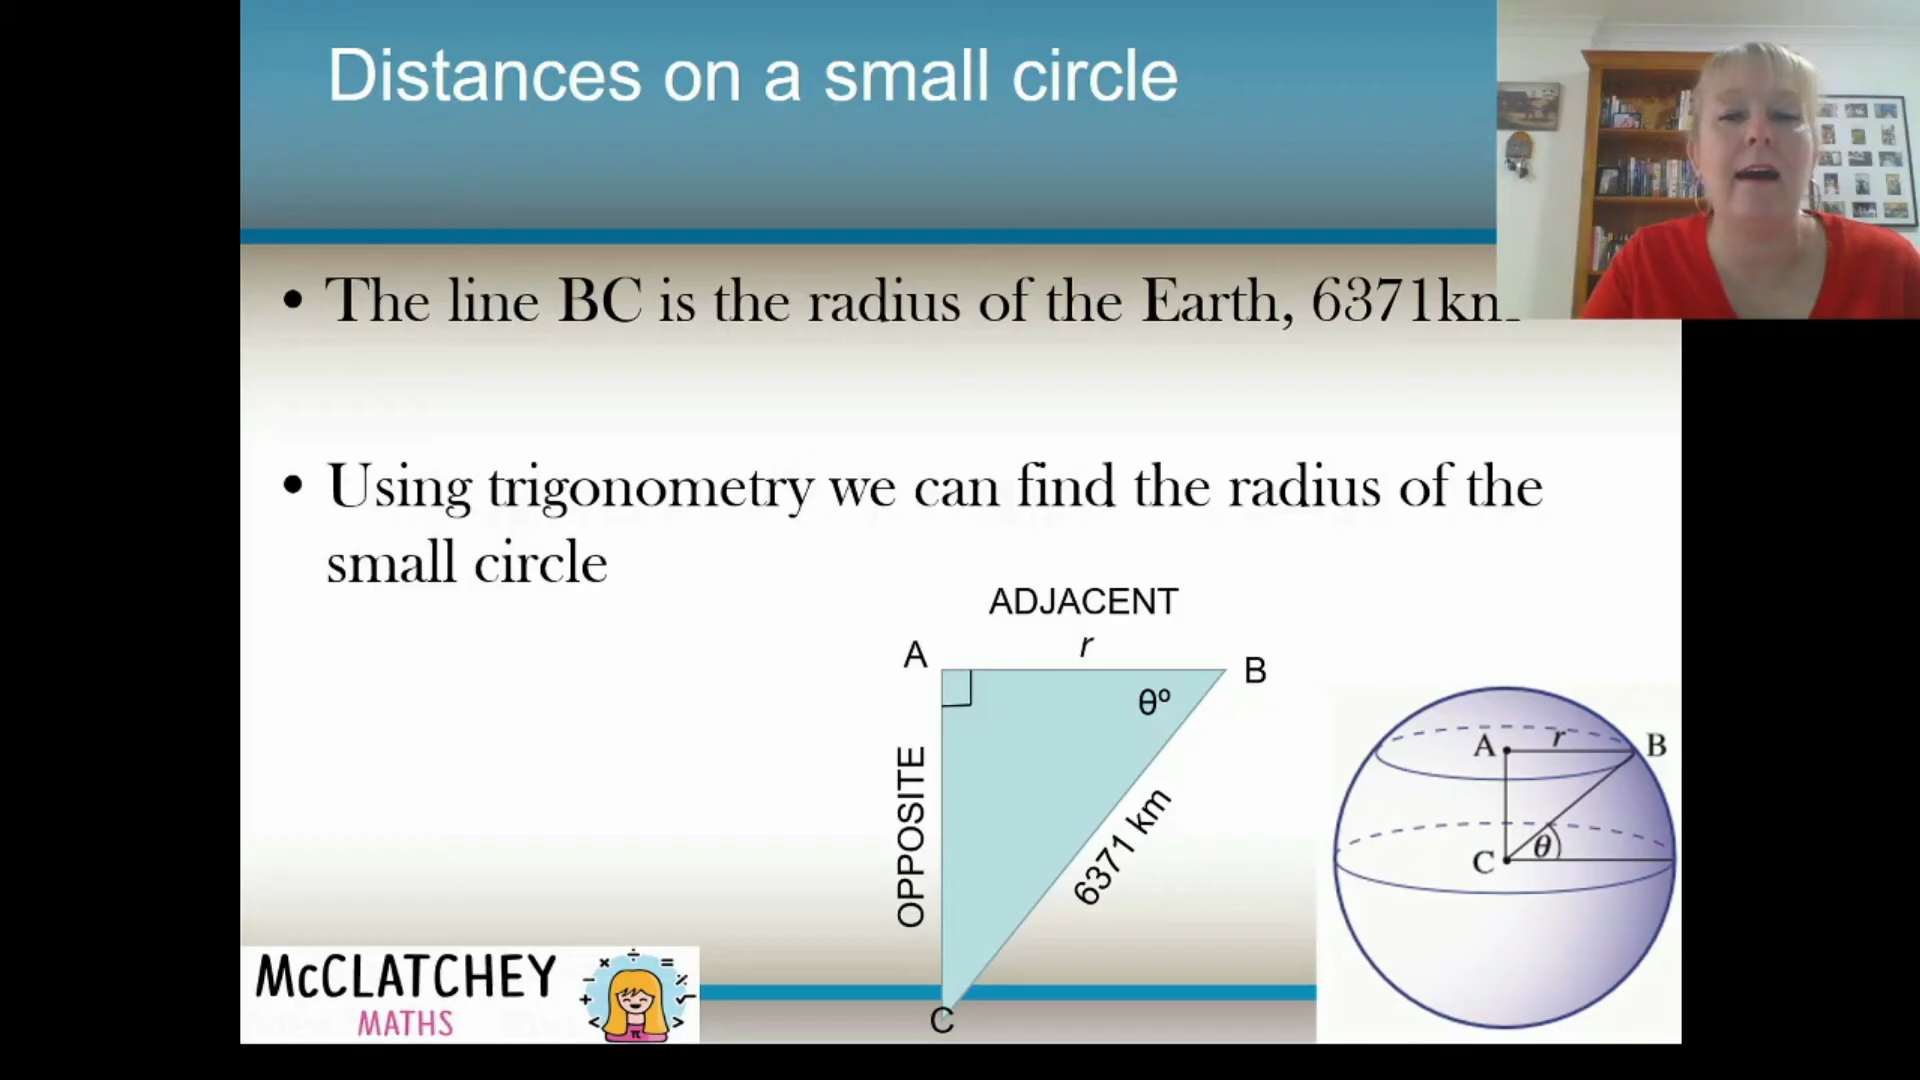 Distances on a small circle
• The line BC is the radius of the Earth, 6371km.
• Using trigonometry we can find the radius of the
small circle
ADJACENT
r
A
B
θº
OPPOSITE
6371 km
C
A
r
B
C
θ
McCLATCHEY
MATHS